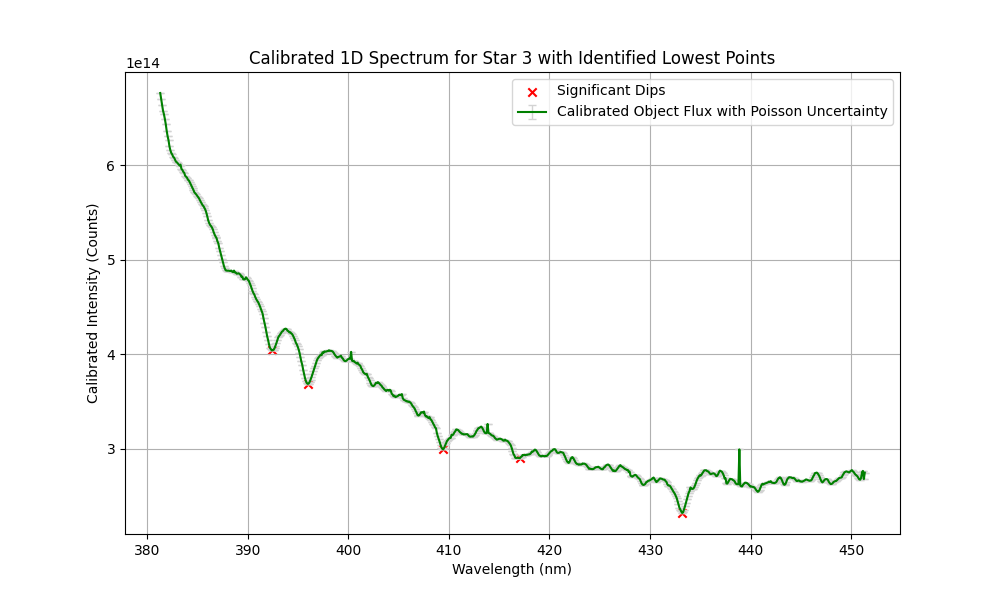 Calibrated 1D Spectrum for Star 3 with Identified Lowest Points
1e14
Significant Dips
Calibrated Object Flux with Poisson Uncertainty
6
5
4
3
Calibrated Intensity (Counts)
380 390 400 410 420 430 440 450
Wavelength (nm)